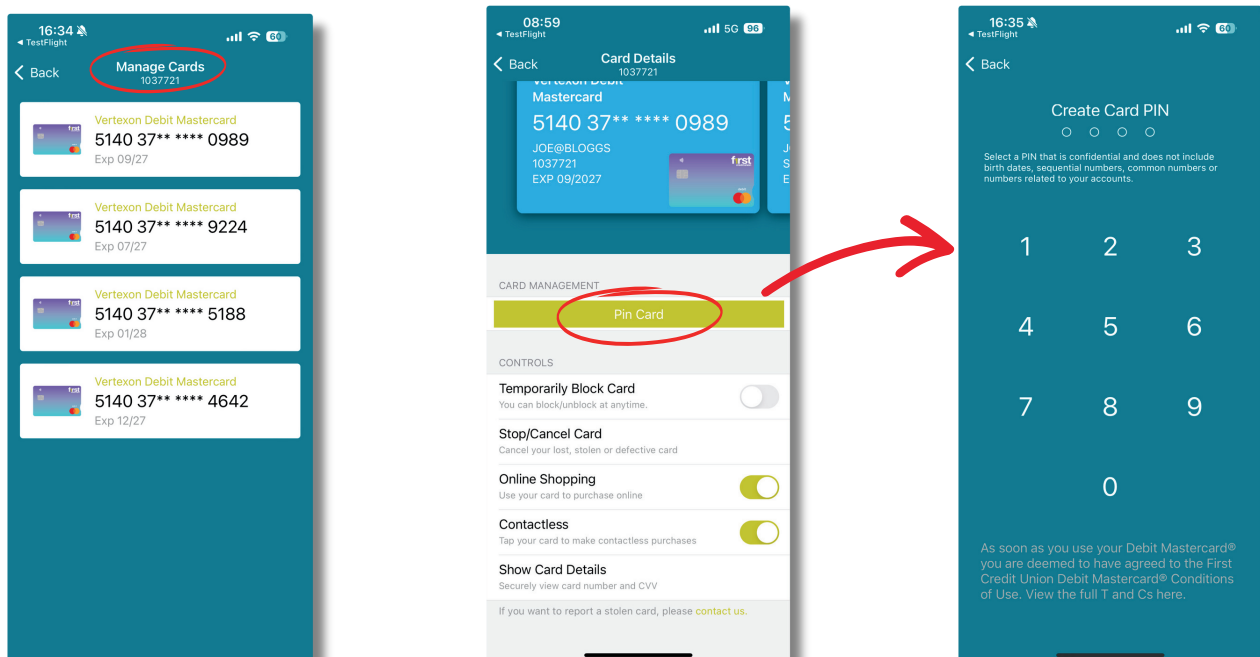 16:34
60
◀ TestFlight
Back
Manage Cards
1037721
first
Vertexon Debit Mastercard
5140 37** **** 0989
Exp 09/27
first
Vertexon Debit Mastercard
5140 37** **** 9224
Exp 07/27
first
Vertexon Debit Mastercard
5140 37** **** 5188
Exp 01/28
first
Vertexon Debit Mastercard
5140 37** **** 4642
Exp 12/27
08:59
5G 96
◀ TestFlight
Back
Card Details
1037721
Vertexon Debit
Mastercard
5140 37** **** 0989
JOE@BLOGGS
1037721
EXP 09/2027
first
CARD MANAGEMENT
Pin Card
CONTROLS
Temporarily Block Card
You can block/unblock at anytime.
Stop/Cancel Card
Cancel your lost, stolen or defective card
Online Shopping
Use your card to purchase online
Contactless
Tap your card to make contactless purchases
Show Card Details
Securely view card number and CVV
If you want to report a stolen card, please contact us.
16:35
60
◀ TestFlight
Back
Create Card PIN
Select a PIN that is confidential and does not include
birth dates, sequential numbers, common numbers or
numbers related to your accounts.
1 2 3
4 5 6
7 8 9
0
As soon as you use your Debit Mastercard®
you are deemed to have agreed to the First
Credit Union Debit Mastercard® Conditions
of Use. View the full T and Cs here.